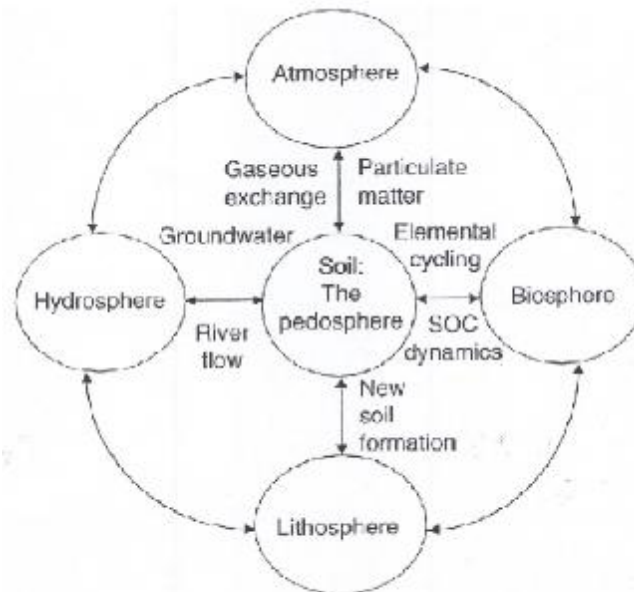 Atmosphere
Gaseous
exchange
Particulate
matter
Groundwater
Elemental
cycling
Hydrosphere
Soil:
The
pedosphere
Biosphere
River
flow
SOC
dynamics
New
soil
formation
Lithosphere